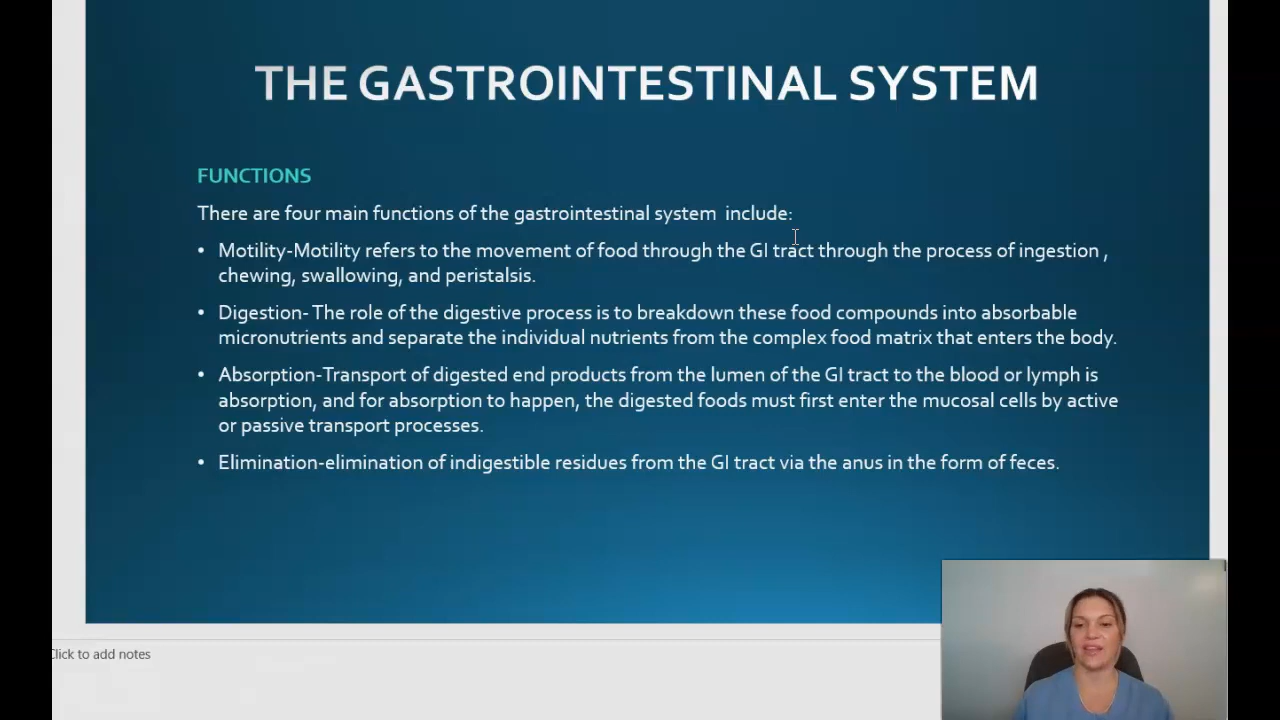 THE GASTROINTESTINAL SYSTEM
FUNCTIONS
There are four main functions of the gastrointestinal system  include:
• Motility-Motility refers to the movement of food through the GI tract through the process of ingestion ,
chewing, swallowing, and peristalsis.
• Digestion- The role of the digestive process is to breakdown these food compounds into absorbable
micronutrients and separate the individual nutrients from the complex food matrix that enters the body.
• Absorption-Transport of digested end products from the lumen of the GI tract to the blood or lymph is
absorption, and for absorption to happen, the digested foods must first enter the mucosal cells by active
or passive transport processes.
• Elimination-elimination of indigestible residues from the GI tract via the anus in the form of feces.
Click to add notes